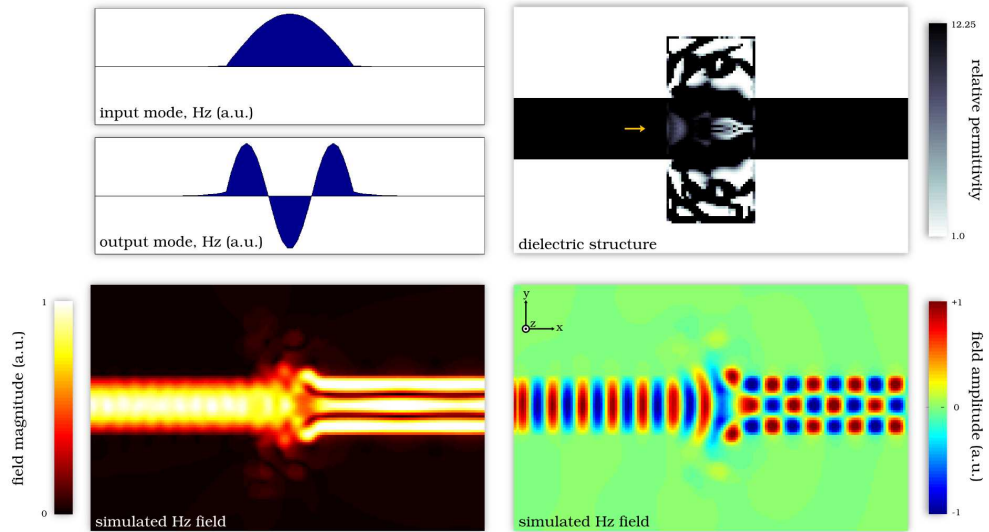 input mode, Hz (a.u.)
output mode, Hz (a.u.)
dielectric structure
12.25
1.0
relative permittivity
field magnitude (a.u.)
1
0
simulated Hz field
y
z
x
simulated Hz field
+1
0
-1
field amplitude (a.u.)